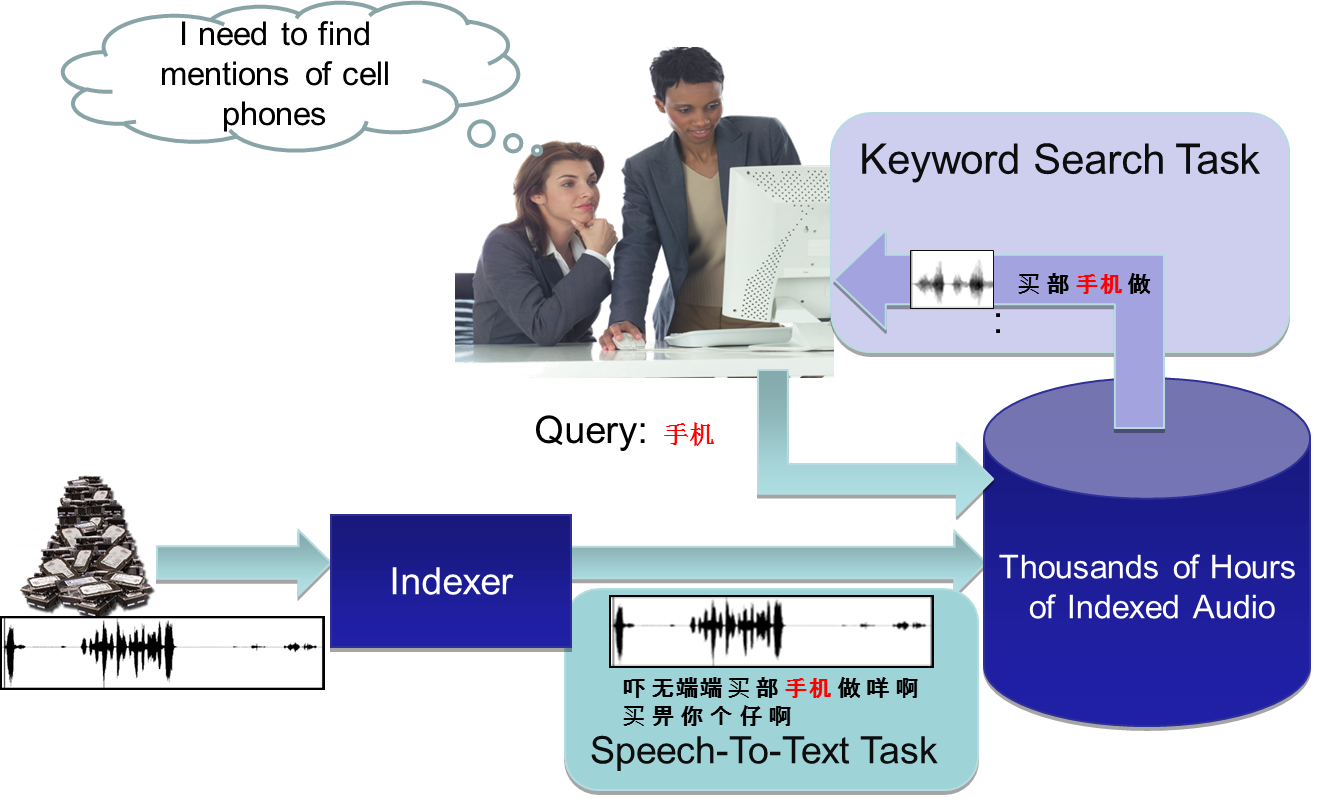 I need to find
mentions of cell
phones
Keyword Search Task
买 部 手机 做
:
Query: 手机
Indexer
Thousands of Hours
of Indexed Audio
吓 无端端 买 部 手机 做 咩 啊
买 畀 你 个 仔 啊
Speech-To-Text Task